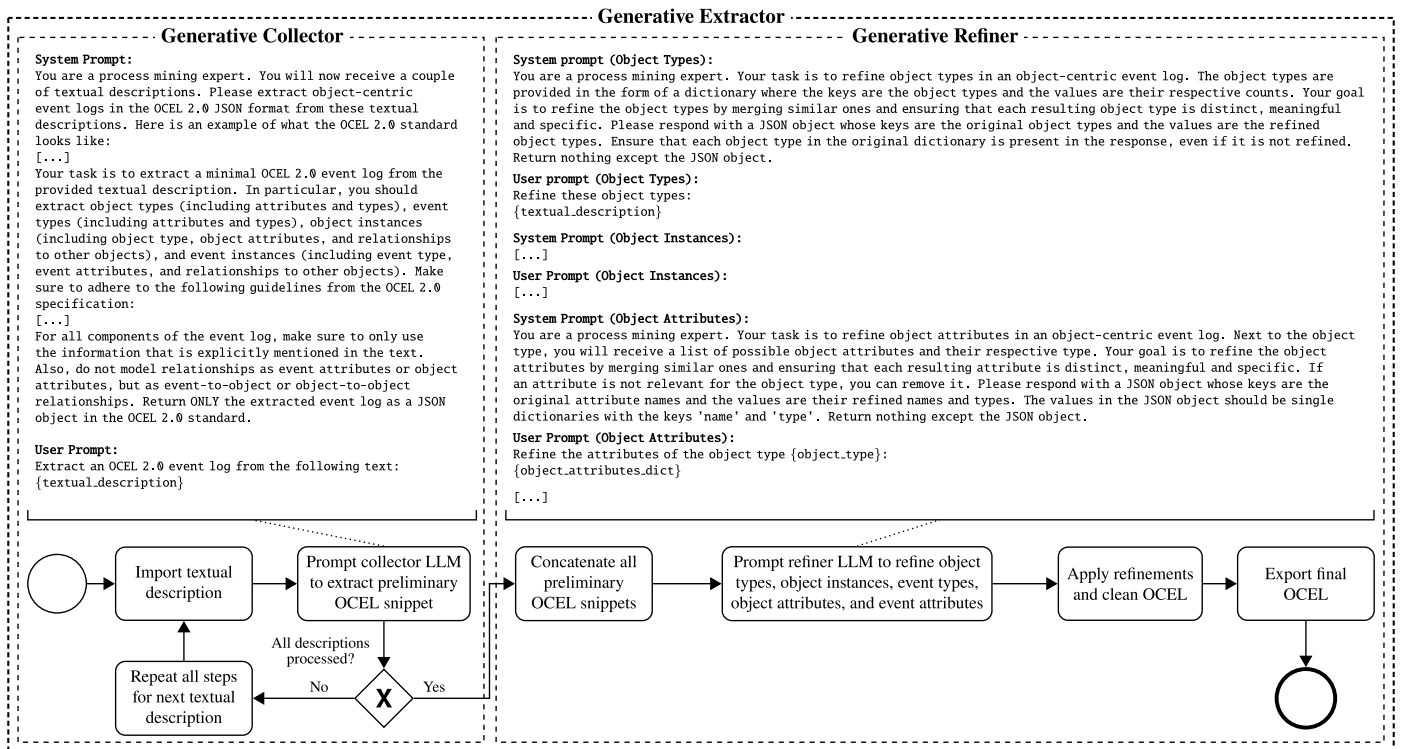 Generative Extractor
Generative Collector
System Prompt:
You are a process mining expert. You will now receive a couple
of textual descriptions. Please extract object-centric
event logs in the OCEL 2.0 JSON format from these textual
descriptions. Here is an example of what the OCEL 2.0 standard
looks like:
[...]
Your task is to extract a minimal OCEL 2.0 event log from the
provided textual description. In particular, you should
extract object types (including attributes and types), event
types (including attributes and types), object instances
(including object type, object attributes, and relationships
to other objects), and event instances (including event type,
event attributes, and relationships to other objects). Make
sure to adhere to the following guidelines from the OCEL 2.0
specification:
[...]
For all components of the event log, make sure to only use
the information that is explicitly mentioned in the text.
Also, do not model relationships as event attributes or object
attributes, but as event-to-object or object-to-object
relationships. Return ONLY the extracted event log as a JSON
object in the OCEL 2.0 standard.
User Prompt:
Extract an OCEL 2.0 event log from the following text:
{textual_description}
Generative Refiner
System prompt (Object Types):
You are a process mining expert. Your task is to refine object types in an object-centric event log. The object types are
provided in the form of a dictionary where the keys are the object types and the values are their respective counts. Your goal
is to refine the object types by merging similar ones and ensuring that each resulting object type is distinct, meaningful
and specific. Please respond with a JSON object whose keys are the original object types and the values are the refined
object types. Ensure that each object type in the original dictionary is present in the response, even if it is not refined.
Return nothing except the JSON object.
User prompt (Object Types):
Refine these object types:
{textual_description}
System Prompt (Object Instances):
[...]
User Prompt (Object Instances):
[...]
System Prompt (Object Attributes):
You are a process mining expert. Your task is to refine object attributes in an object-centric event log. Next to the object
type, you will receive a list of possible object attributes and their respective type. Your goal is to refine the object
attributes by merging similar ones and ensuring that each resulting attribute is distinct, meaningful and specific. If
an attribute is not relevant for the object type, you can remove it. Please respond with a JSON object whose keys are the
original attribute names and the values are their refined names and types. The values in the JSON object should be single
dictionaries with the keys 'name' and 'type'. Return nothing except the JSON object.
User Prompt (Object Attributes):
Refine the attributes of the object type {object_type}:
{object_attributes_dict}
[...]
Import textual
description
Prompt collector LLM
to extract preliminary
OCEL snippet
All descriptions
processed?
X
No
Yes
Repeat all steps
for next textual
description
Concatenate all
preliminary
OCEL snippets
Prompt refiner LLM to refine object
types, object instances, event types,
object attributes, and event attributes
Apply refinements
and clean OCEL
Export final
OCEL